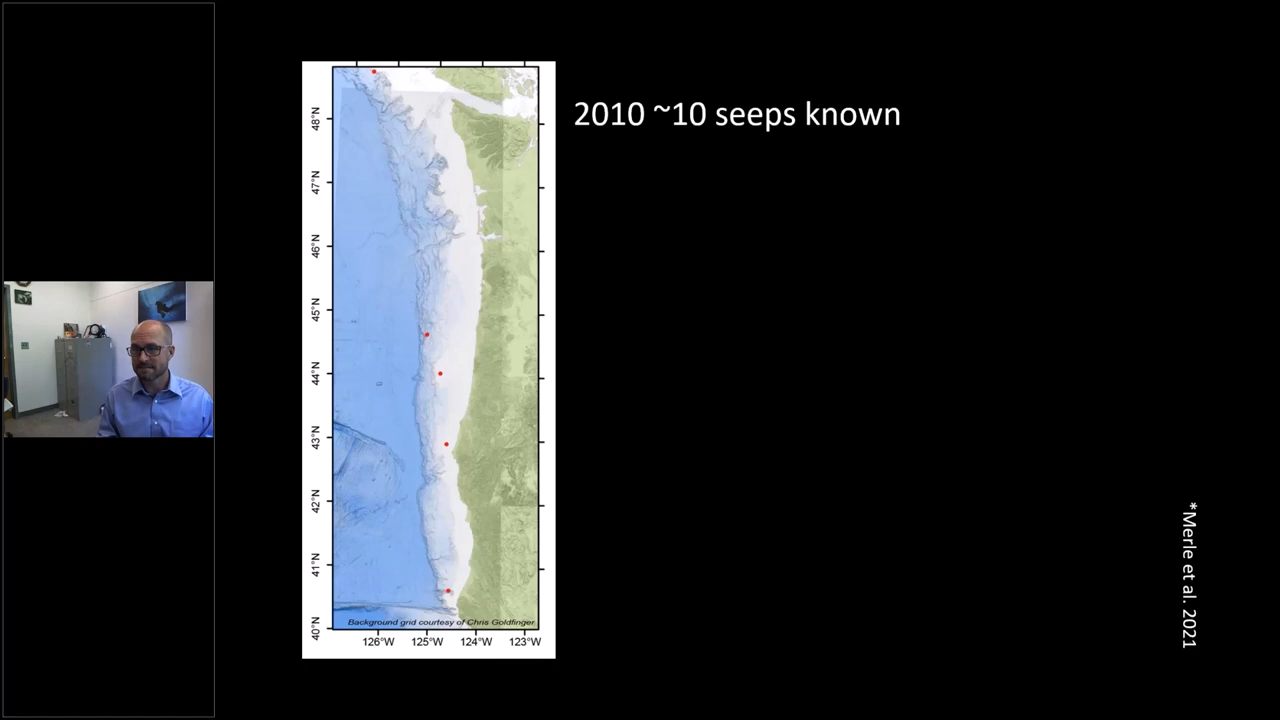 2010 ~10 seeps known
48°N
47°N
46°N
45°N
44°N
43°N
42°N
41°N
40°N
Background grid courtesy of Chris Goldfinger
126°W 125°W 124°W 123°W
*Merle et al. 2021